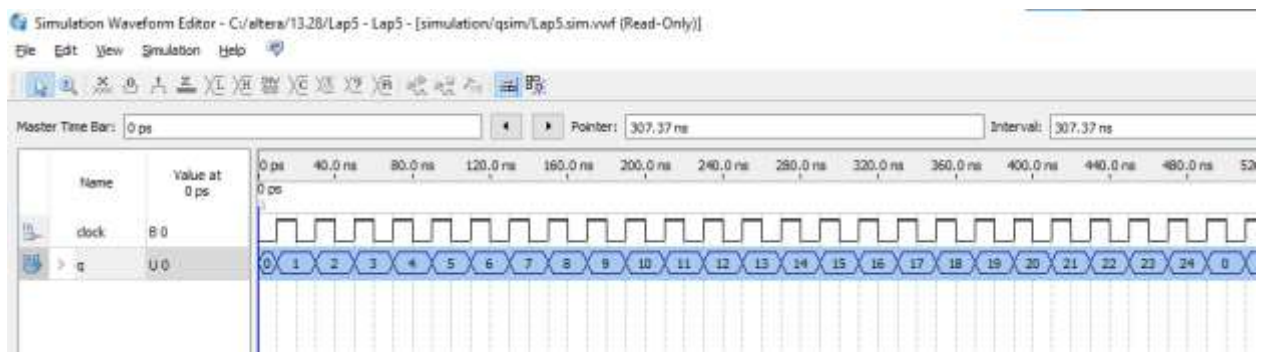 Simulation Waveform Editor - C:/altera/13.28/Lap5 - Lap5 - [simulation/qsim/Lap5.sim.vwf (Read-Only)]
File Edit View Simulation Help
Master Time Bar: 0 ps Pointer: 307.37 ns Interval: 307.37 ns
Name Value at 0 ps 0 ps 40.0 ns 80.0 ns 120.0 ns 160.0 ns 200.0 ns 240.0 ns 280.0 ns 320.0 ns 360.0 ns 400.0 ns 440.0 ns 480.0 ns
0 ps
clock B 0
> q U 0 0 1 2 3 4 5 6 7 8 9 10 11 12 13 14 15 16 17 18 19 20 21 22 23 24 0